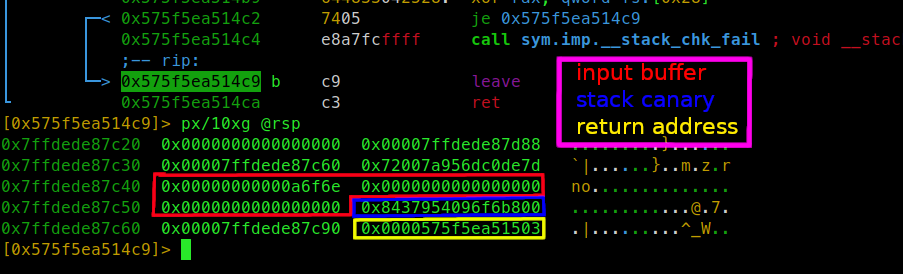 0x575f5ea514c2 7405 je 0x575f5ea514c9
0x575f5ea514c4 e8a7fcffff call sym.imp.__stack_chk_fail ; void __stac
;-- rip:
0x575f5ea514c9 b c9 leave
0x575f5ea514ca c3 ret
input buffer
stack canary
return address
[0x575f5ea514c9]> px/10xg @rsp
0x7ffdede87c20 0x0000000000000000 0x00007ffdede87d88 .........}......
0x7ffdede87c30 0x00007ffdede87c60 0x72007a956dc0de7d `|......}..m.z.r
0x7ffdede87c40 0x00000000000a6f6e 0x0000000000000000 no..............
0x7ffdede87c50 0x0000000000000000 0x8437954096f6b800 ...........@.7.
0x7ffdede87c60 0x00007ffdede87c90 0x0000575f5ea51503 .|.........^_W..
[0x575f5ea514c9]>